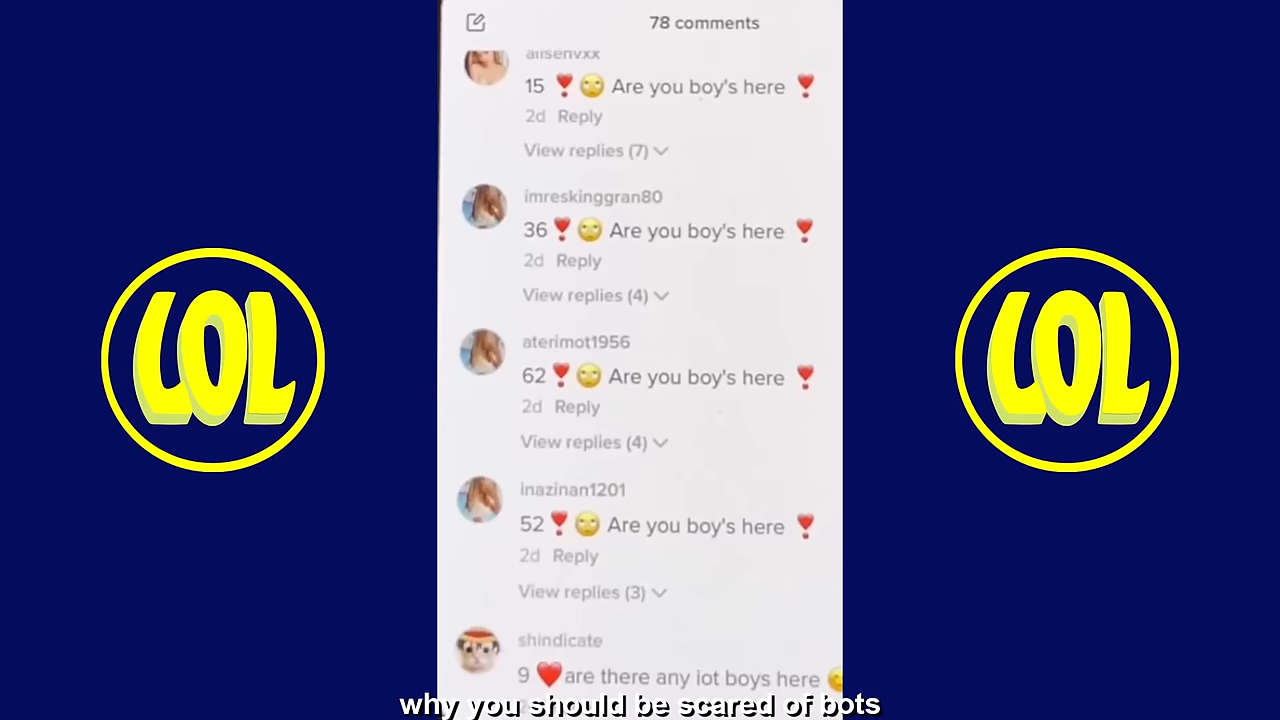 78 comments
alisenvxx
15 ❣️🙄 Are you boy's here ❣️
2d Reply
View replies (7)
imreskinggran80
36❣️🙄 Are you boy's here ❣️
2d Reply
View replies (4)
aterimot1956
62❣️🙄 Are you boy's here ❣️
2d Reply
View replies (4)
inazinan1201
52❣️🙄 Are you boy's here ❣️
2d Reply
View replies (3)
shindicate
9 ❤️are there any iot boys here
LOL
LOL
why you should be scared of bots